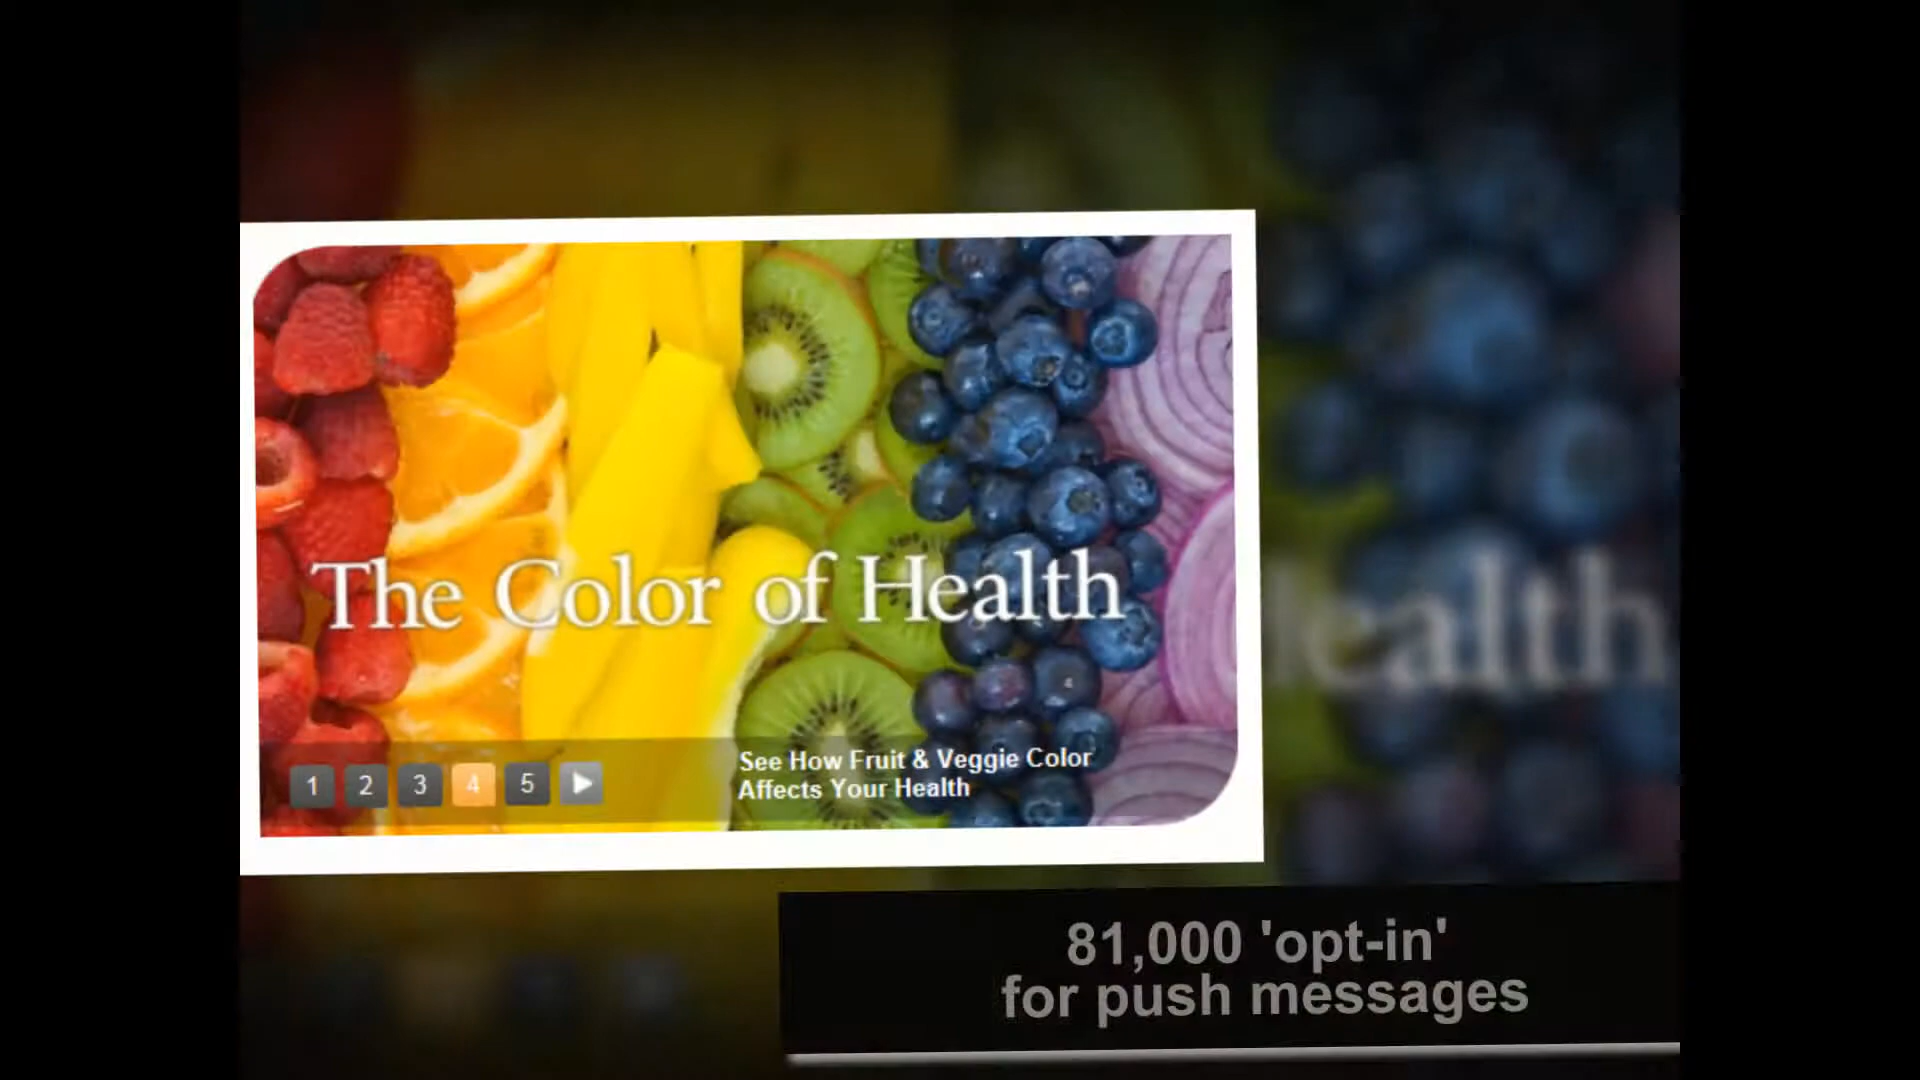 The Color of Health
1 2 3 4 5
See How Fruit & Veggie Color
Affects Your Health
ealth
81,000 'opt-in'
for push messages